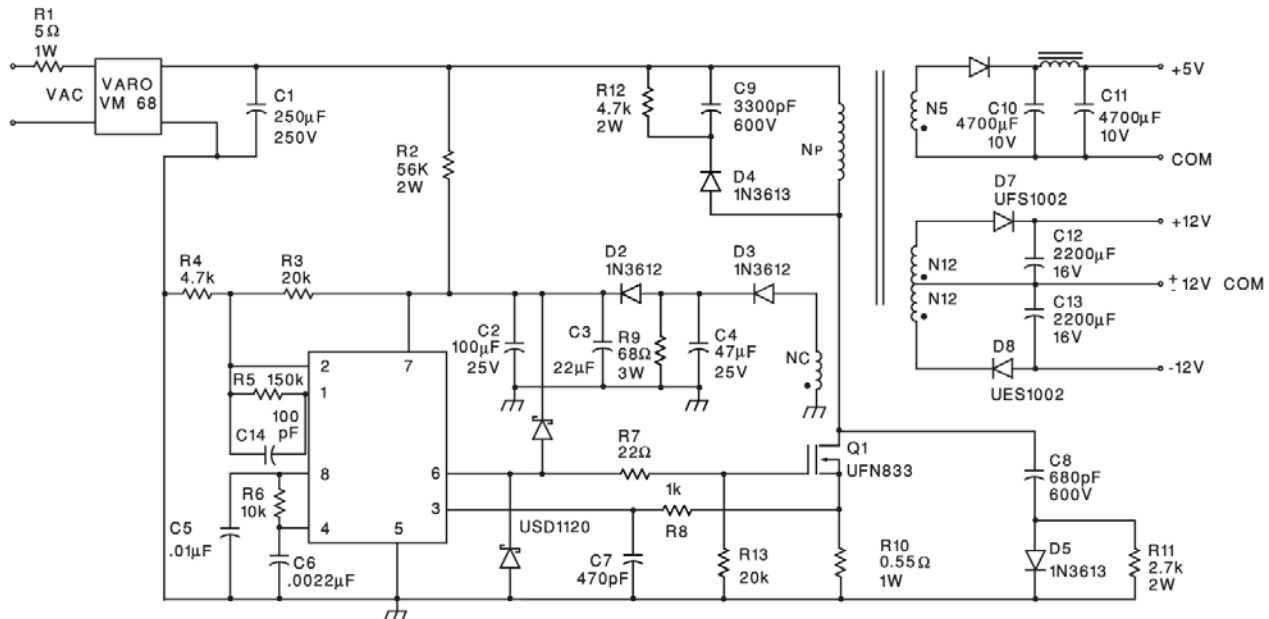 R1
5Ω
1W
VAC
VARO
VM 68
C1
250µF
250V
R2
56K
2W
R12
4.7k
2W
C9
3300pF
600V
NP
D4
1N3613
N5
C10
4700µF
10V
C11
4700µF
10V
+5V
COM
D7
UFS1002
+12V
N12
N12
C12
2200µF
16V
+
- 12V COM
C13
2200µF
16V
D8
UES1002
-12V
R4
4.7k
R3
20k
D2
1N3612
D3
1N3612
C2
100µF
25V
C3
22µF
R9
68Ω
3W
C4
47µF
25V
NC
7
2
R5 150k
1
100
pF
C14
8
R6
10k
4
5
6
3
C5
.01µF
C6
.0022µF
USD1120
R7
22Ω
1k
R8
C7
470pF
R13
20k
Q1
UFN833
R10
0.55Ω
1W
C8
680pF
600V
D5
1N3613
R11
2.7k
2W